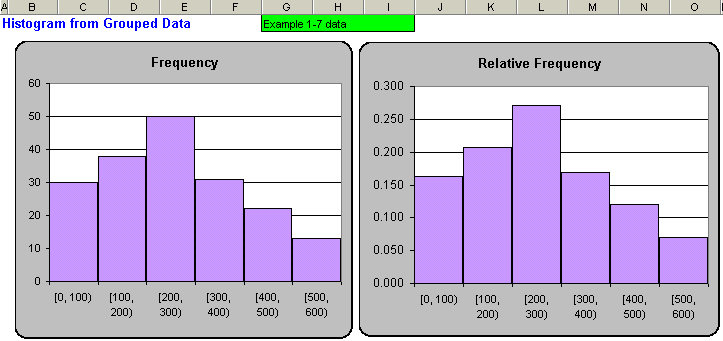 A B C D E F G H I J K L M N O
Histogram from Grouped Data
Example 1-7 data
Frequency
60
50
40
30
20
10
0
[0, 100) [100, 200) [200, 300) [300, 400) [400, 500) [500, 600)
Relative Frequency
0.300
0.250
0.200
0.150
0.100
0.050
0.000
[0, 100) [100, 200) [200, 300) [300, 400) [400, 500) [500, 600)